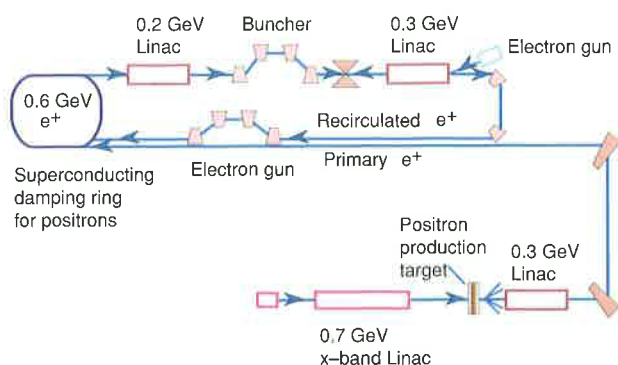 0.2 GeV
Linac
Buncher
0.3 GeV
Linac
Electron gun
0.6 GeV
e+
Recirculated e+
Electron gun
Primary e+
Superconducting
damping ring
for positrons
Positron
production
target
0.3 GeV
Linac
0.7 GeV
x–band Linac